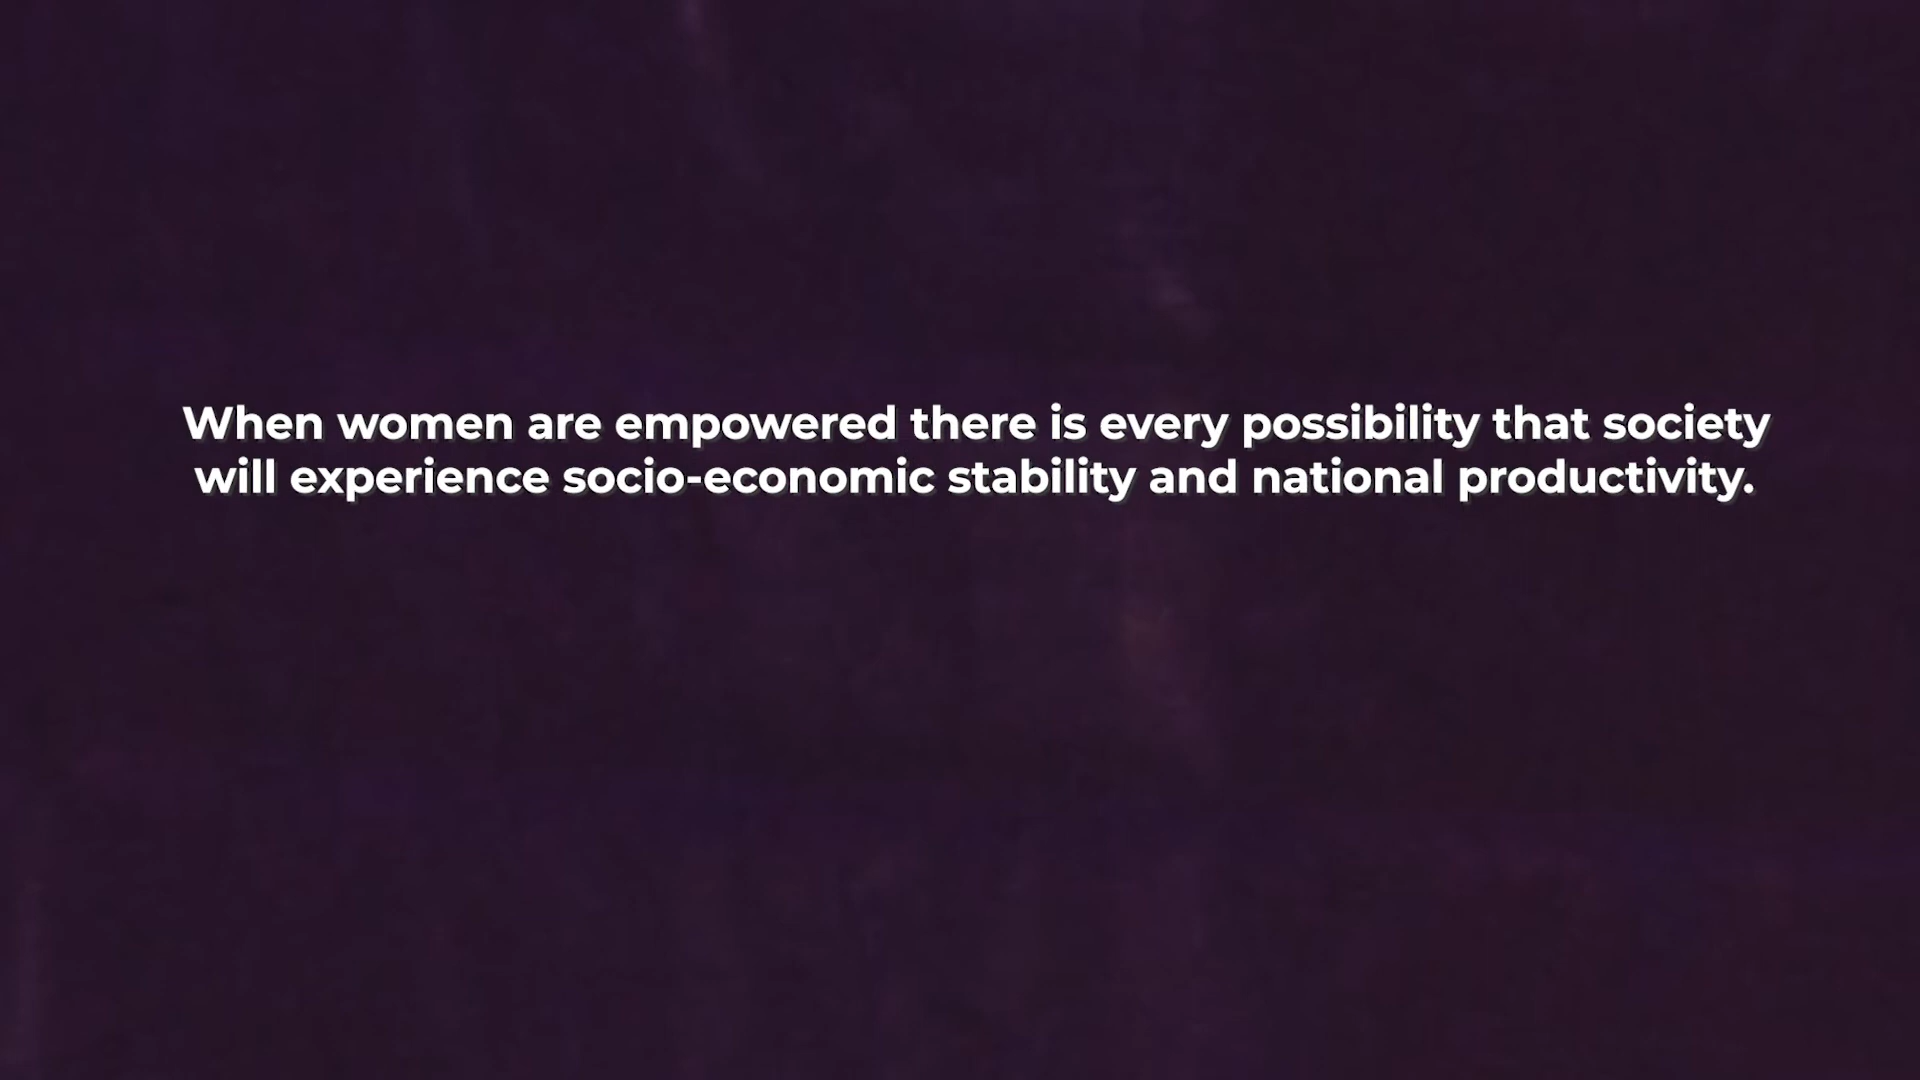 When women are empowered there is every possibility that society
will experience socio-economic stability and national productivity.